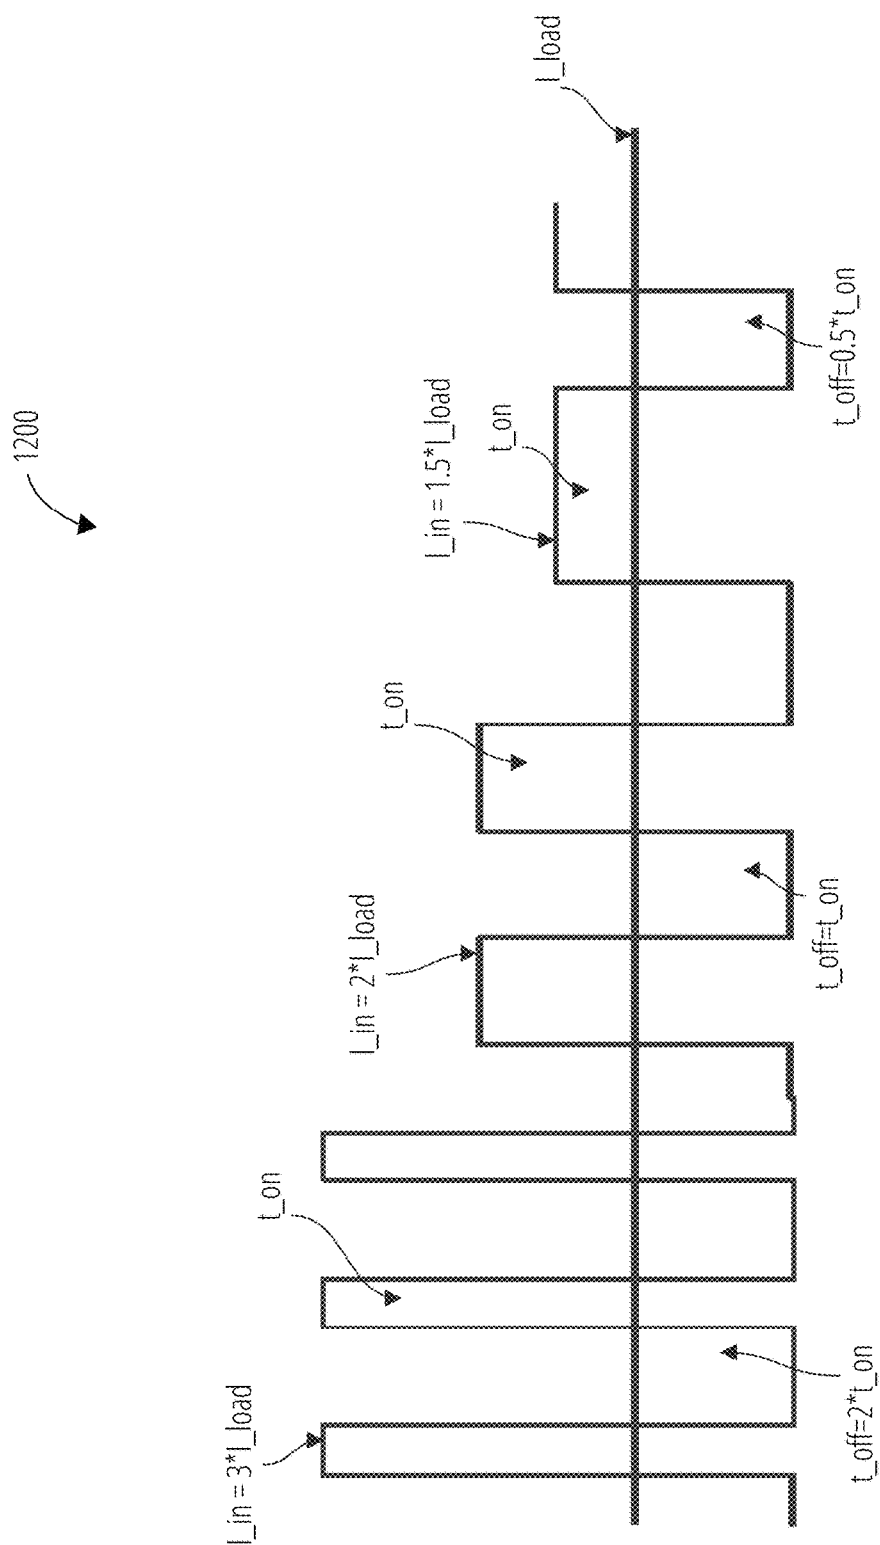 1200
I_in = 3*I_load
t_on
I_in = 2*I_load
t_on
I_in = 1.5*I_load
t_on
I_load
t_off=2*t_on
t_off=t_on
t_off=0.5*t_on